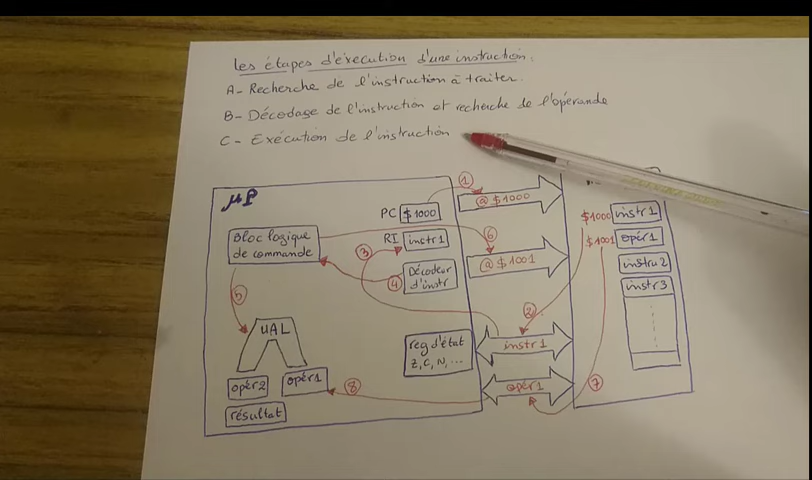 les étapes d'éxecution d'une instruction:
A- Recherche de l'instruction à traiter.
B- Décodage de l'instruction et recherche de l'opérande
C- Exécution de l'instruction
µP
PC $1000
① @ $1000
$1000 instr1
Bloc logique de commande
RI instr1
③
⑥
$1001 opér1
@ $1001
instru2
④ Décodeur d'instr
instr3
⑤
②
UAL
reg d'état Z, C, N, ...
instr1
opér2
opér1
⑧
opér1
⑦
résultat